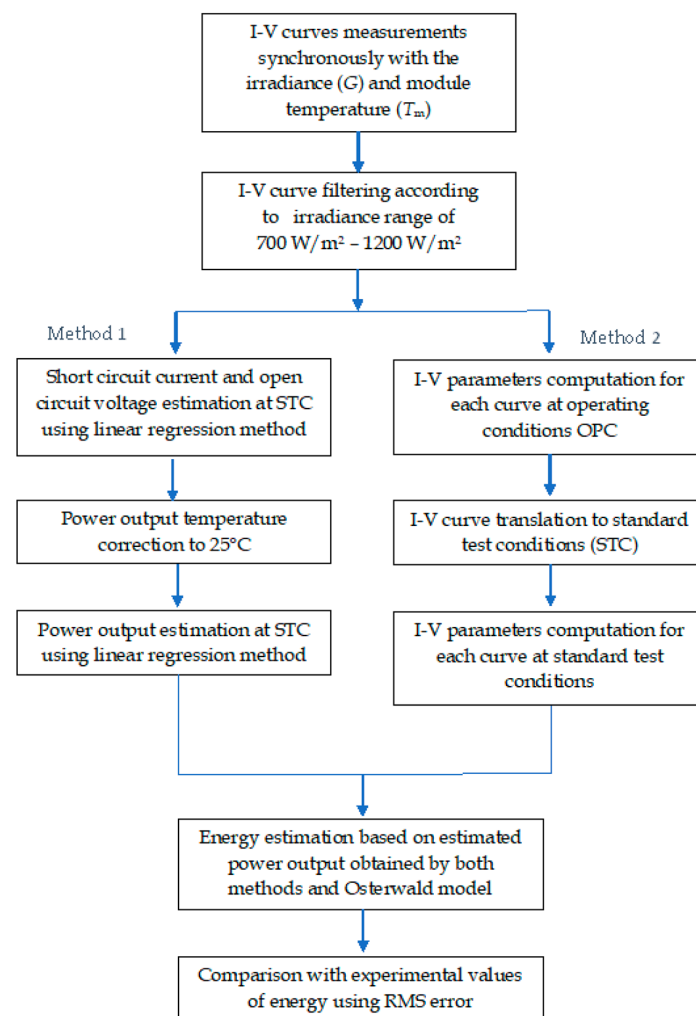 I-V curves measurements
synchronously with the
irradiance (G) and module
temperature (Tₘ)
I-V curve filtering according
to irradiance range of
700 W/m² – 1200 W/m²
Method 1
Short circuit current and open
circuit voltage estimation at STC
using linear regression method
Power output temperature
correction to 25°C
Power output estimation at STC
using linear regression method
Method 2
I-V parameters computation for
each curve at operating
conditions OPC
I-V curve translation to standard
test conditions (STC)
I-V parameters computation for
each curve at standard test
conditions
Energy estimation based on estimated
power output obtained by both
methods and Osterwald model
Comparison with experimental values
of energy using RMS error